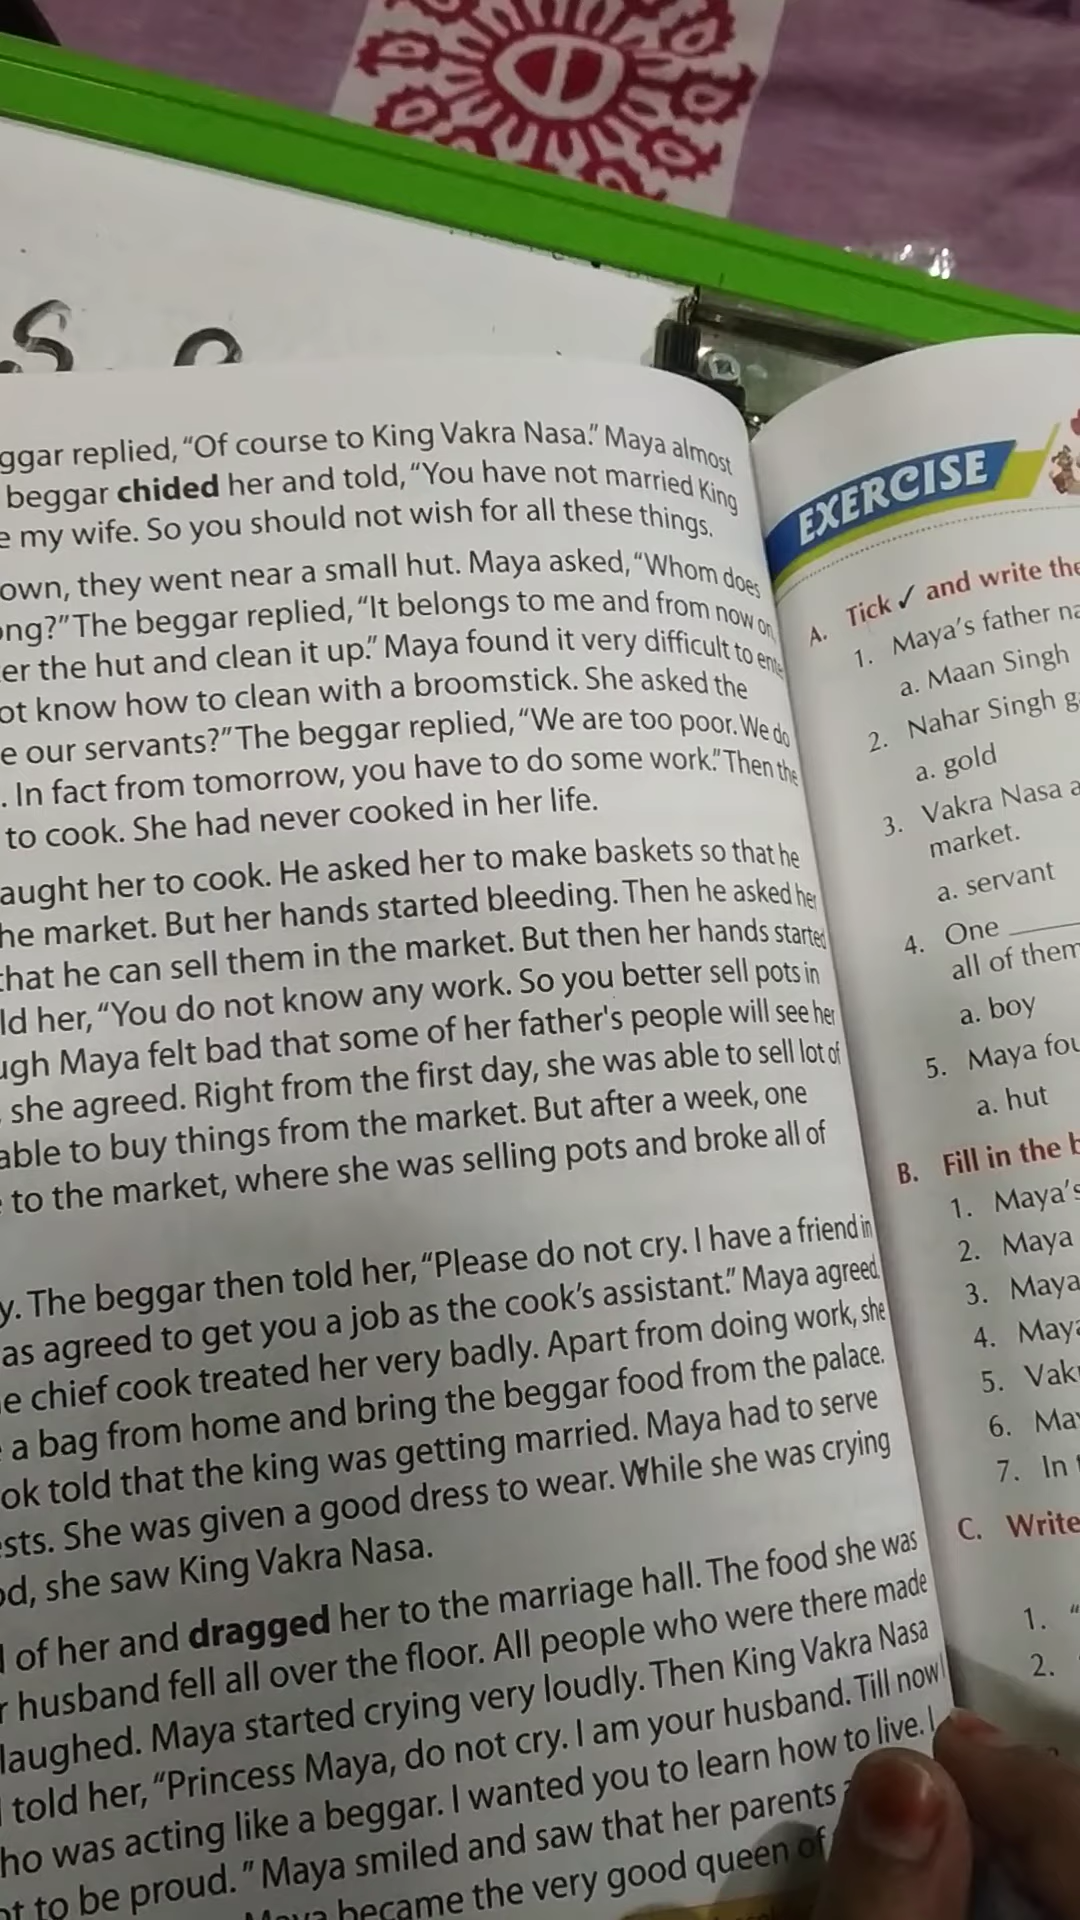 replied, “Of course to King Vakra Nasa.” Maya almost
beggar chided her and told, “You have not married King
my wife. So you should not wish for all these things.
they went near a small hut. Maya asked, “Whom does
The beggar replied, “It belongs to me and from now on
the hut and clean it up.” Maya found it very difficult to
know how to clean with a broomstick. She asked the
our servants?” The beggar replied, “We are too poor. We do
. In fact from tomorrow, you have to do some work.” Then the
to cook. She had never cooked in her life.
her to cook. He asked her to make baskets so that he
market. But her hands started bleeding. Then he asked her
that he can sell them in the market. But then her hands started
her, “You do not know any work. So you better sell pots in
Maya felt bad that some of her father's people will see her
she agreed. Right from the first day, she was able to sell lot of
able to buy things from the market. But after a week, one
to the market, where she was selling pots and broke all of
The beggar then told her, “Please do not cry. I have a friend in
as agreed to get you a job as the cook’s assistant.” Maya agreed.
chief cook treated her very badly. Apart from doing work, she
a bag from home and bring the beggar food from the palace.
told that the king was getting married. Maya had to serve
She was given a good dress to wear. While she was crying
she saw King Vakra Nasa.
of her and dragged her to the marriage hall. The food she was
husband fell all over the floor. All people who were there made
laughed. Maya started crying very loudly. Then King Vakra Nasa
told her, “Princess Maya, do not cry. I am your husband. Till now
was acting like a beggar. I wanted you to learn how to live. I
to be proud. ” Maya smiled and saw that her parents
became the very good queen of
EXERCISE
A. Tick ✓ and write the
1. Maya’s father
a. Maan Singh
2. Nahar Singh
a. gold
3. Vakra Nasa
market.
a. servant
4. One ______
all of them
a. boy
5. Maya
a. hut
B. Fill in the
1. Maya’s
2. Maya
3. Maya
4. Maya
5.
6.
7. In
C. Write
1. “
2.